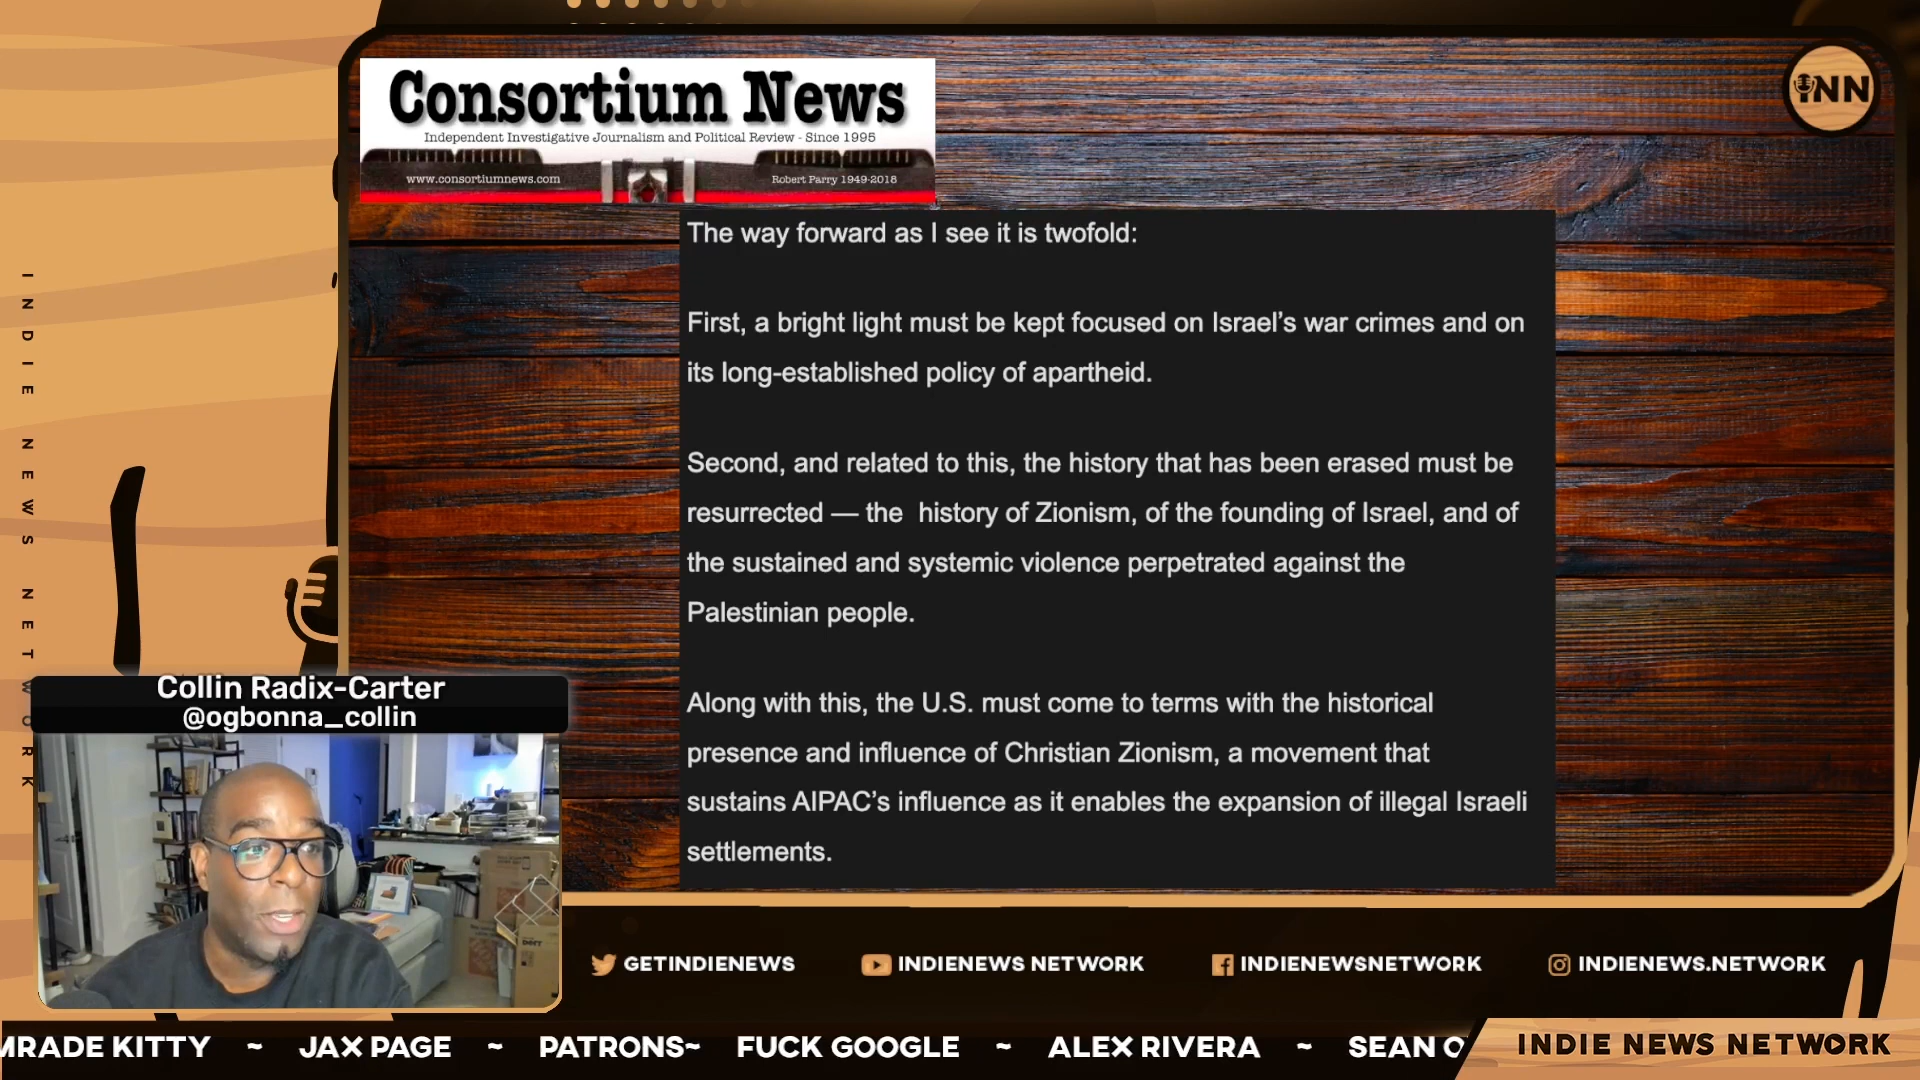 Consortium News
Independent Investigative Journalism and Political Review - Since 1995
www.consortiumnews.com
Robert Parry 1949-2018
iNN
The way forward as I see it is twofold:
First, a bright light must be kept focused on Israel’s war crimes and on
its long-established policy of apartheid.
Second, and related to this, the history that has been erased must be
resurrected — the  history of Zionism, of the founding of Israel, and of
the sustained and systemic violence perpetrated against the
Palestinian people.
Along with this, the U.S. must come to terms with the historical
presence and influence of Christian Zionism, a movement that
sustains AIPAC’s influence as it enables the expansion of illegal Israeli
settlements.
INDIE NEWS NETWORK
Collin Radix-Carter
@ogbonna_collin
GETINDIENEWS
INDIENEWS NETWORK
INDIENEWSNETWORK
INDIENEWS.NETWORK
MRADE KITTY ~ JAX PAGE ~ PATRONS~ FUCK GOOGLE ~ ALEX RIVERA ~ SEAN O
INDIE NEWS NETWORK